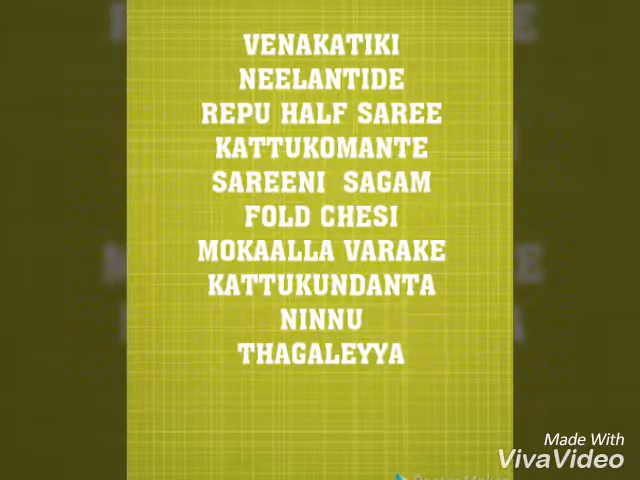 VENAKATIKI
NEELANTIDE
REPU HALF SAREE
KATTUKOMANTE
SAREENI SAGAM
FOLD CHESI
MOKAALLA VARAKE
KATTUKUNDANTA
NINNU
THAGALEYYA
Made With
VivaVideo